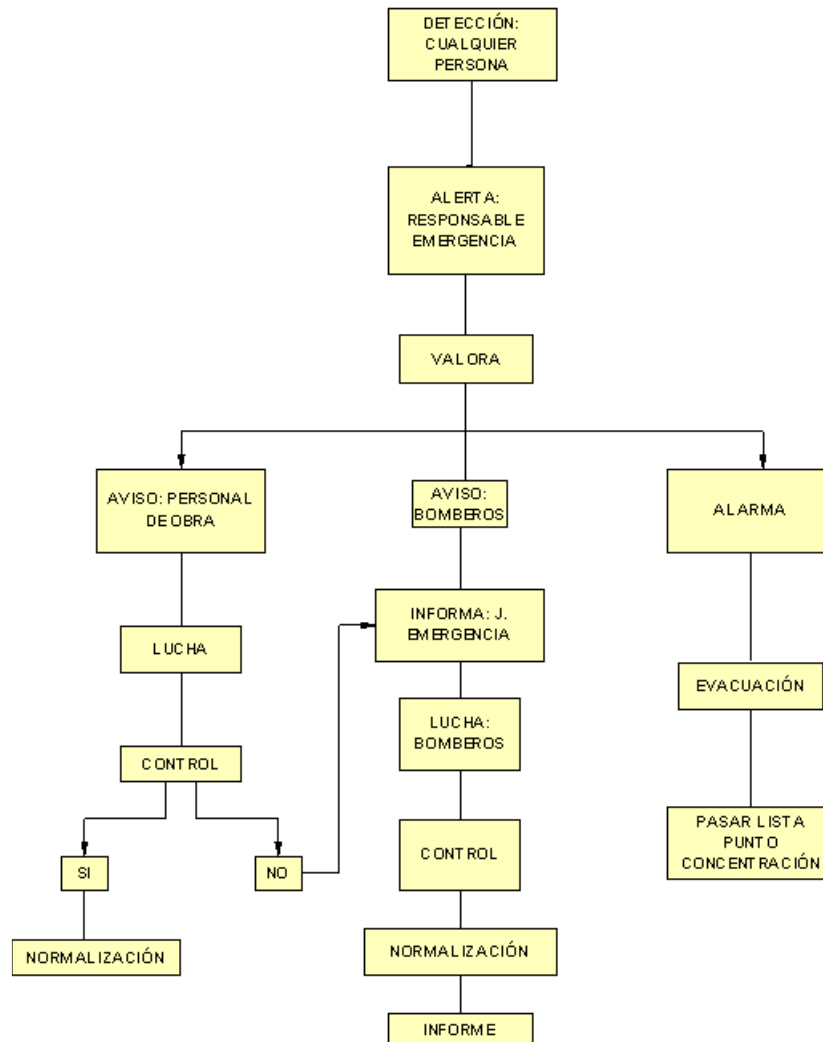 DETECCIÓN:
CUALQUIER
PERSONA
ALERTA:
RESPONSABLE
EMERGENCIA
VALORA
AVISO: PERSONAL
DE OBRA
AVISO:
BOMBEROS
ALARMA
INFORMA: J.
EMERGENCIA
LUCHA
EVACUACIÓN
LUCHA:
BOMBEROS
CONTROL
PASAR LISTA
PUNTO
CONCENTRACIÓN
CONTROL
SI
NO
NORMALIZACIÓN
NORMALIZACIÓN
INFORME